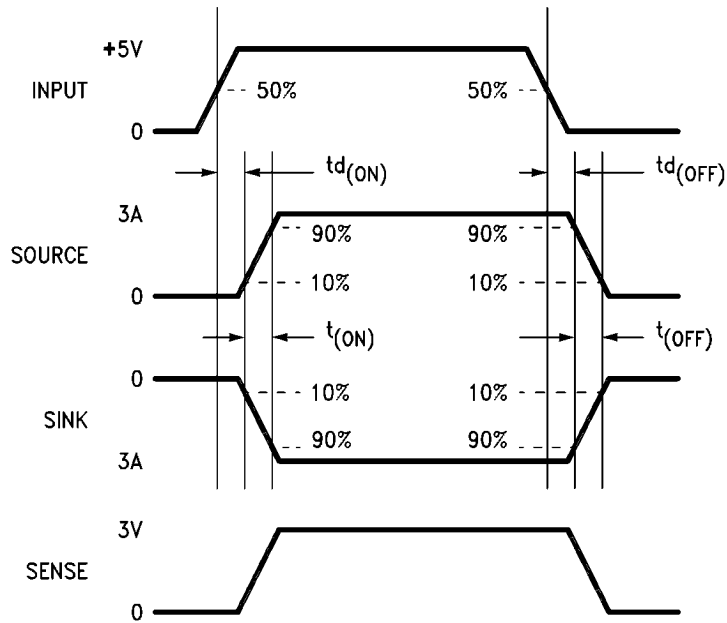 +5V
INPUT
50%
50%
0
td(ON)
td(OFF)
3A
90%
90%
SOURCE
10%
10%
0
t(ON)
t(OFF)
0
10%
10%
SINK
90%
90%
3A
3V
SENSE
0